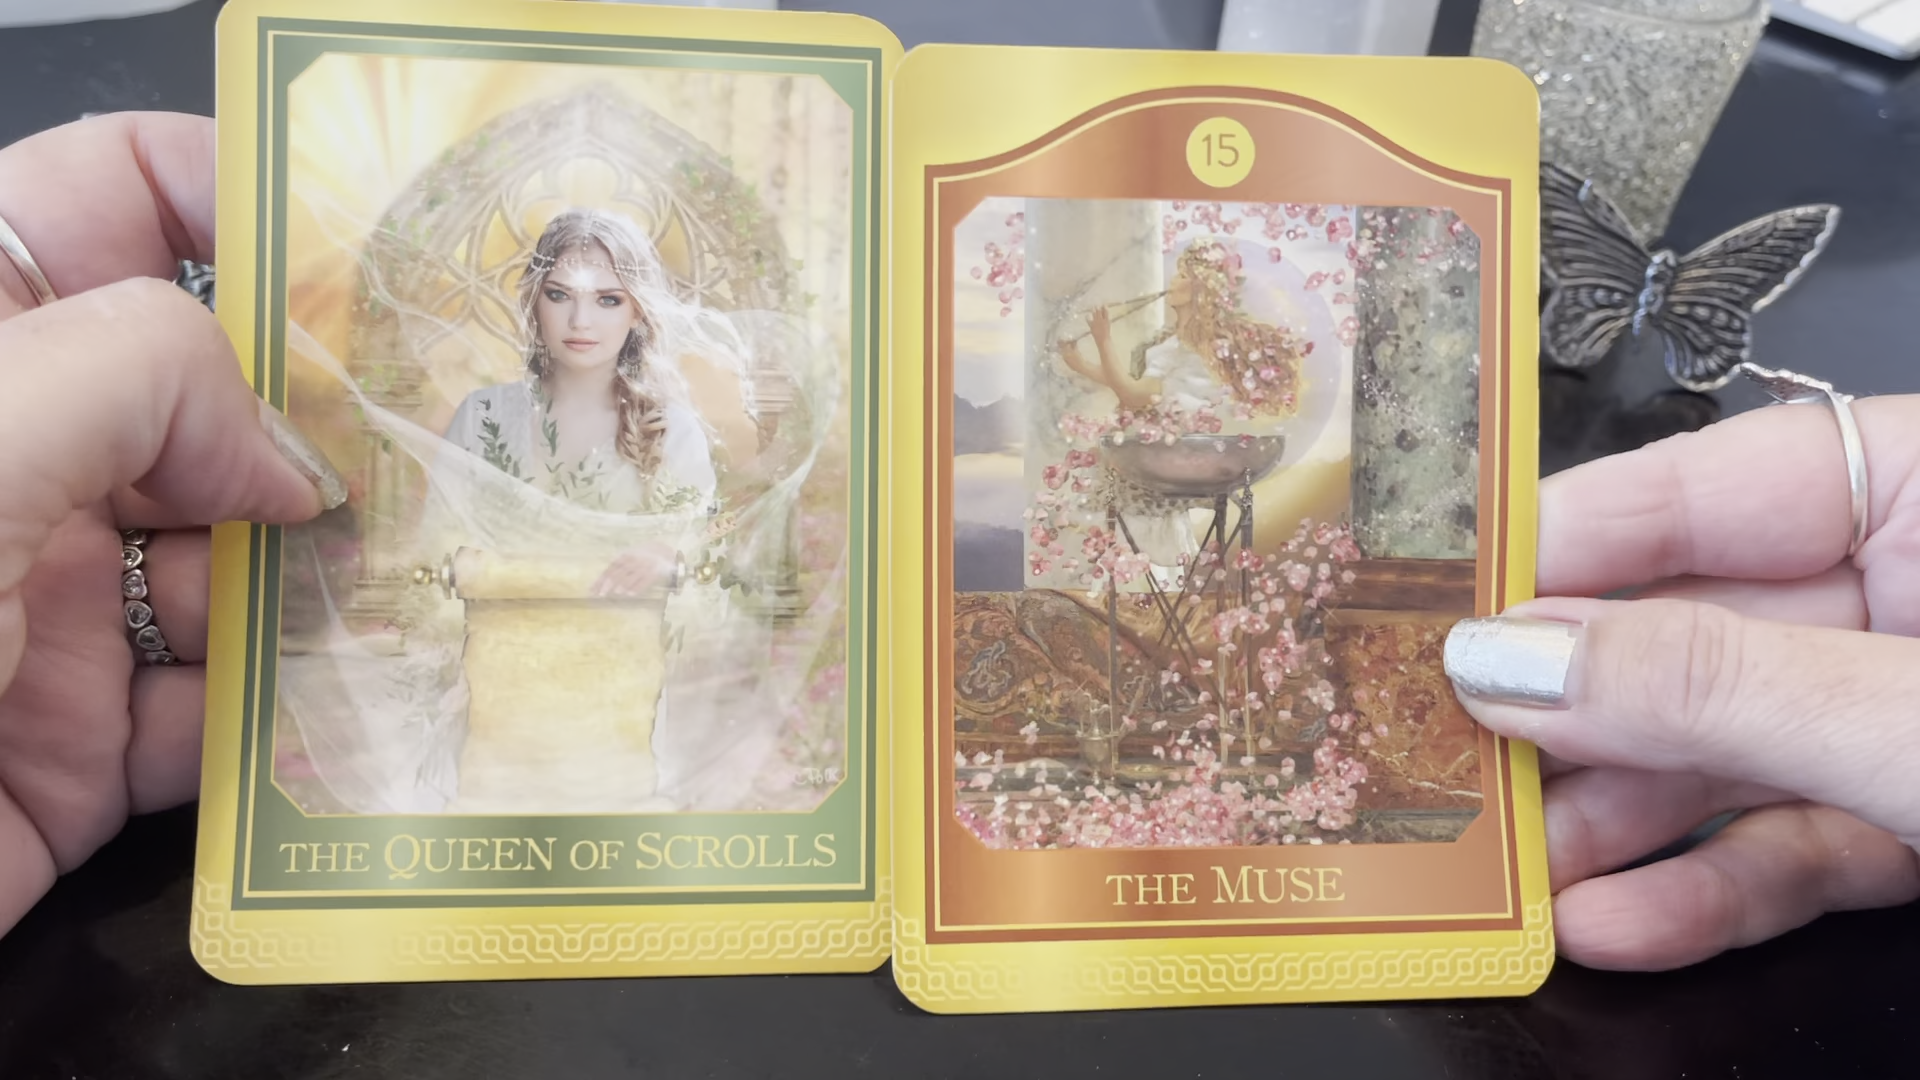 THE QUEEN OF SCROLLS
15
THE MUSE